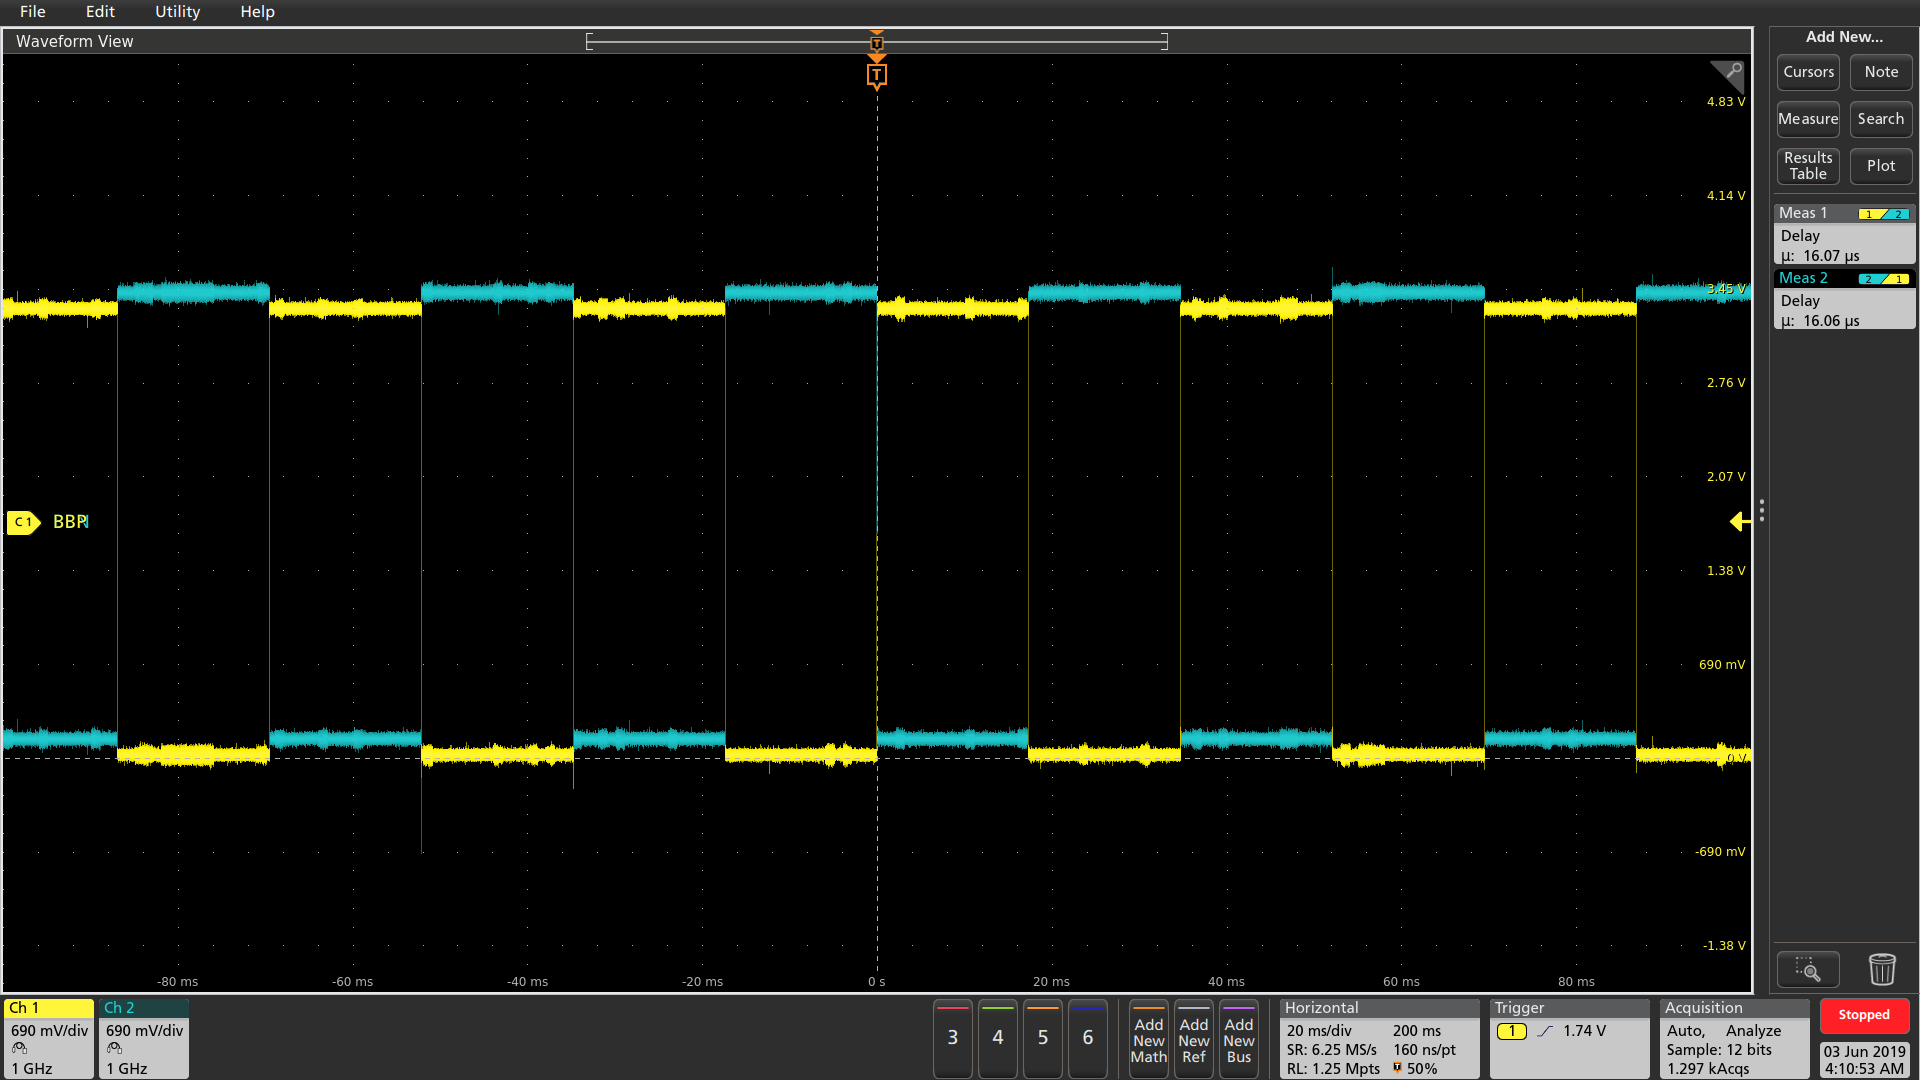 File Edit Utility Help
Waveform View
T
T
4.83 V
4.14 V
3.45 V
2.76 V
2.07 V
1.38 V
690 mV
0 V
-690 mV
-1.38 V
C 1
-80 ms -60 ms -40 ms -20 ms 0 s 20 ms 40 ms 60 ms 80 ms
Add New...
Cursors Note
Measure Search
Results Table Plot
Meas 1 1 2
Delay
µ: 16.07 µs
Meas 2 2 1
Delay
µ: 16.06 µs
Ch 1
690 mV/div
1 GHz
Ch 2
690 mV/div
1 GHz
3 4 5 6
Add New Math
Add New Ref
Add New Bus
Horizontal
20 ms/div 200 ms
SR: 6.25 MS/s 160 ns/pt
RL: 1.25 Mpts T 50%
Trigger
1 1.74 V
Acquisition
Auto, Analyze
Sample: 12 bits
1.297 kAcqs
Stopped
03 Jun 2019
4:10:53 AM